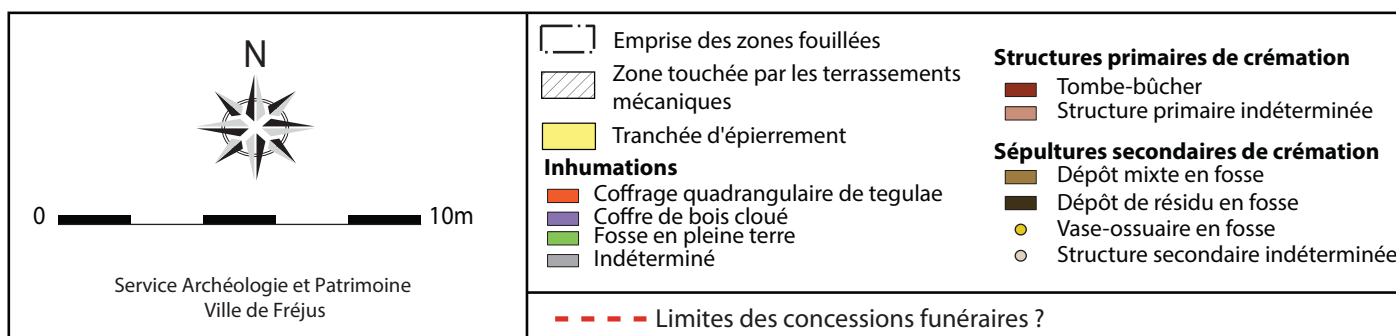 N
0 10m
Service Archéologie et Patrimoine
Ville de Fréjus
Emprise des zones fouillées
Zone touchée par les terrassements
mécaniques
Tranchée d'épierrement
Inhumations
Coffrage quadrangulaire de tegulae
Coffre de bois cloué
Fosse en pleine terre
Indéterminé
Structures primaires de crémation
Tombe-bûcher
Structure primaire indéterminée
Sépultures secondaires de crémation
Dépôt mixte en fosse
Dépôt de résidu en fosse
Vase-ossuaire en fosse
Structure secondaire indéterminée
Limites des concessions funéraires ?